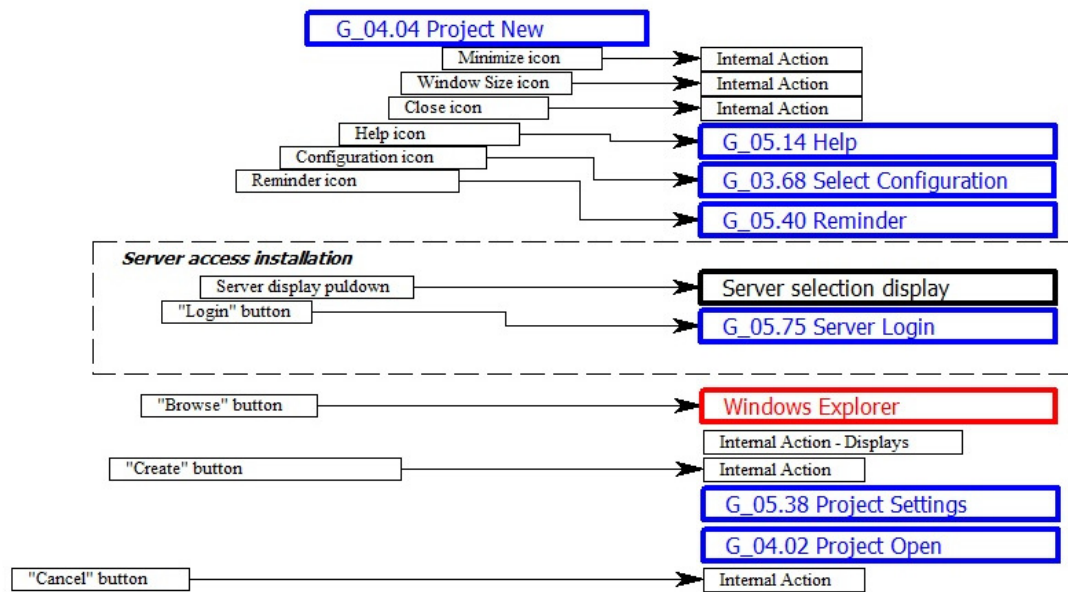 G_04.04 Project New
Minimize icon
Internal Action
Window Size icon
Internal Action
Close icon
Internal Action
Help icon
G_05.14 Help
Configuration icon
G_03.68 Select Configuration
Reminder icon
G_05.40 Reminder
Server access installation
Server display puldown
Server selection display
"Login" button
G_05.75 Server Login
"Browse" button
Windows Explorer
Internal Action - Displays
"Create" button
Internal Action
G_05.38 Project Settings
G_04.02 Project Open
"Cancel" button
Internal Action